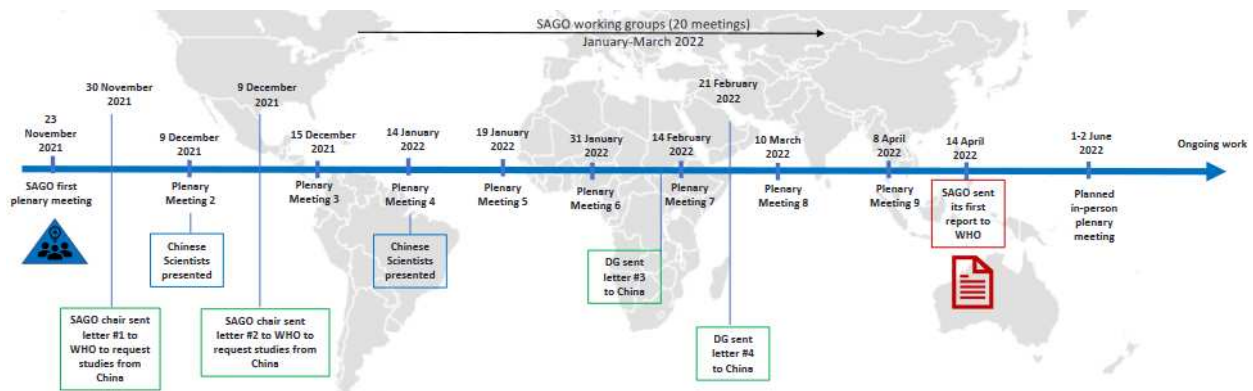 SAGO working groups (20 meetings)
January-March 2022
30 November
2021
9 December
2021
21 February
2022
23
November
2021
9 December
2021
15 December
2021
14 January
2022
19 January
2022
31 January
2022
14 February
2022
10 March
2022
8 April
2022
14 April
2022
1-2 June
2022
Ongoing work
SAGO first
plenary meeting
Plenary
Meeting 2
Plenary
Meeting 3
Plenary
Meeting 4
Plenary
Meeting 5
Plenary
Meeting 6
Plenary
Meeting 7
Plenary
Meeting 8
Plenary
Meeting 9
SAGO sent
its first
report to
WHO
Planned
in-person
plenary
meeting
Chinese
Scientists
presented
Chinese
Scientists
presented
DG sent
letter #3
to China
SAGO chair sent
letter #1 to
WHO to request
studies from
China
SAGO chair sent
letter #2 to WHO to
request studies from
China
DG sent
letter #4
to China